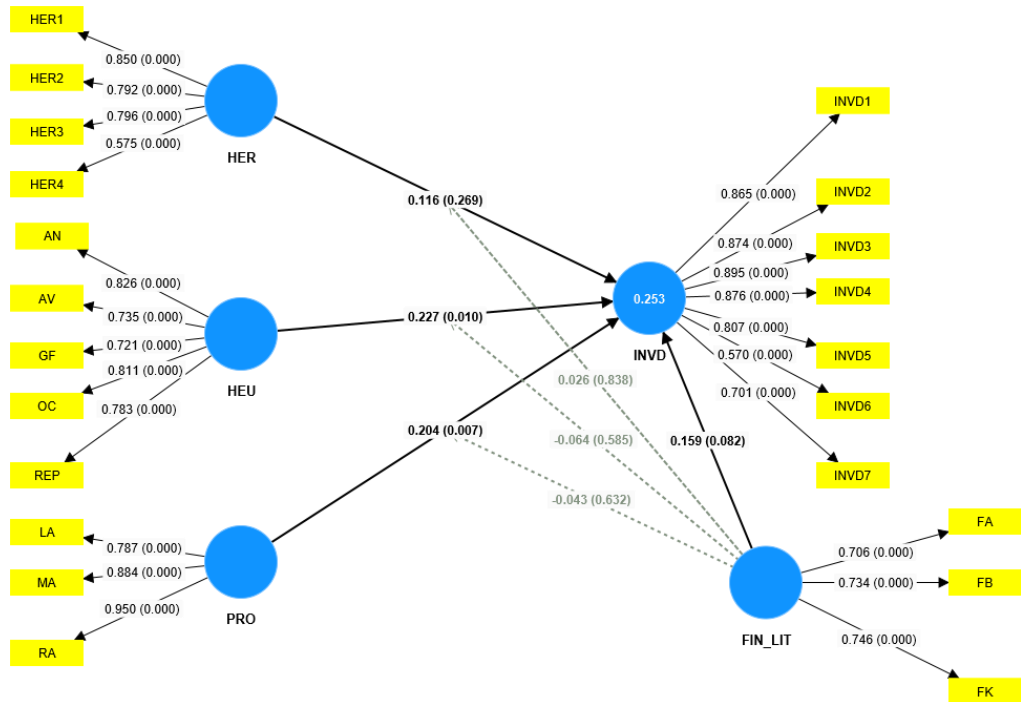 HER1
HER2
HER3
HER4
0.850 (0.000)
0.792 (0.000)
0.796 (0.000)
0.575 (0.000)
HER
AN
AV
GF
OC
REP
0.826 (0.000)
0.735 (0.000)
0.721 (0.000)
0.811 (0.000)
0.783 (0.000)
HEU
LA
MA
RA
0.787 (0.000)
0.884 (0.000)
0.950 (0.000)
PRO
0.116 (0.269)
0.227 (0.010)
0.204 (0.007)
0.026 (0.838)
-0.064 (0.585)
-0.043 (0.632)
0.159 (0.082)
0.253
INVD
0.865 (0.000)
0.874 (0.000)
0.895 (0.000)
0.876 (0.000)
0.807 (0.000)
0.570 (0.000)
0.701 (0.000)
INVD1
INVD2
INVD3
INVD4
INVD5
INVD6
INVD7
FIN_LIT
0.706 (0.000)
0.734 (0.000)
0.746 (0.000)
FA
FB
FK